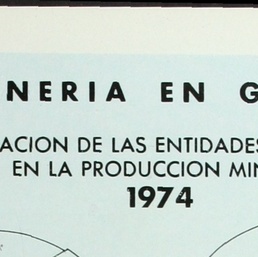 NERIA EN G
ACION DE LAS ENTIDADES
EN LA PRODUCCION MIN
1974